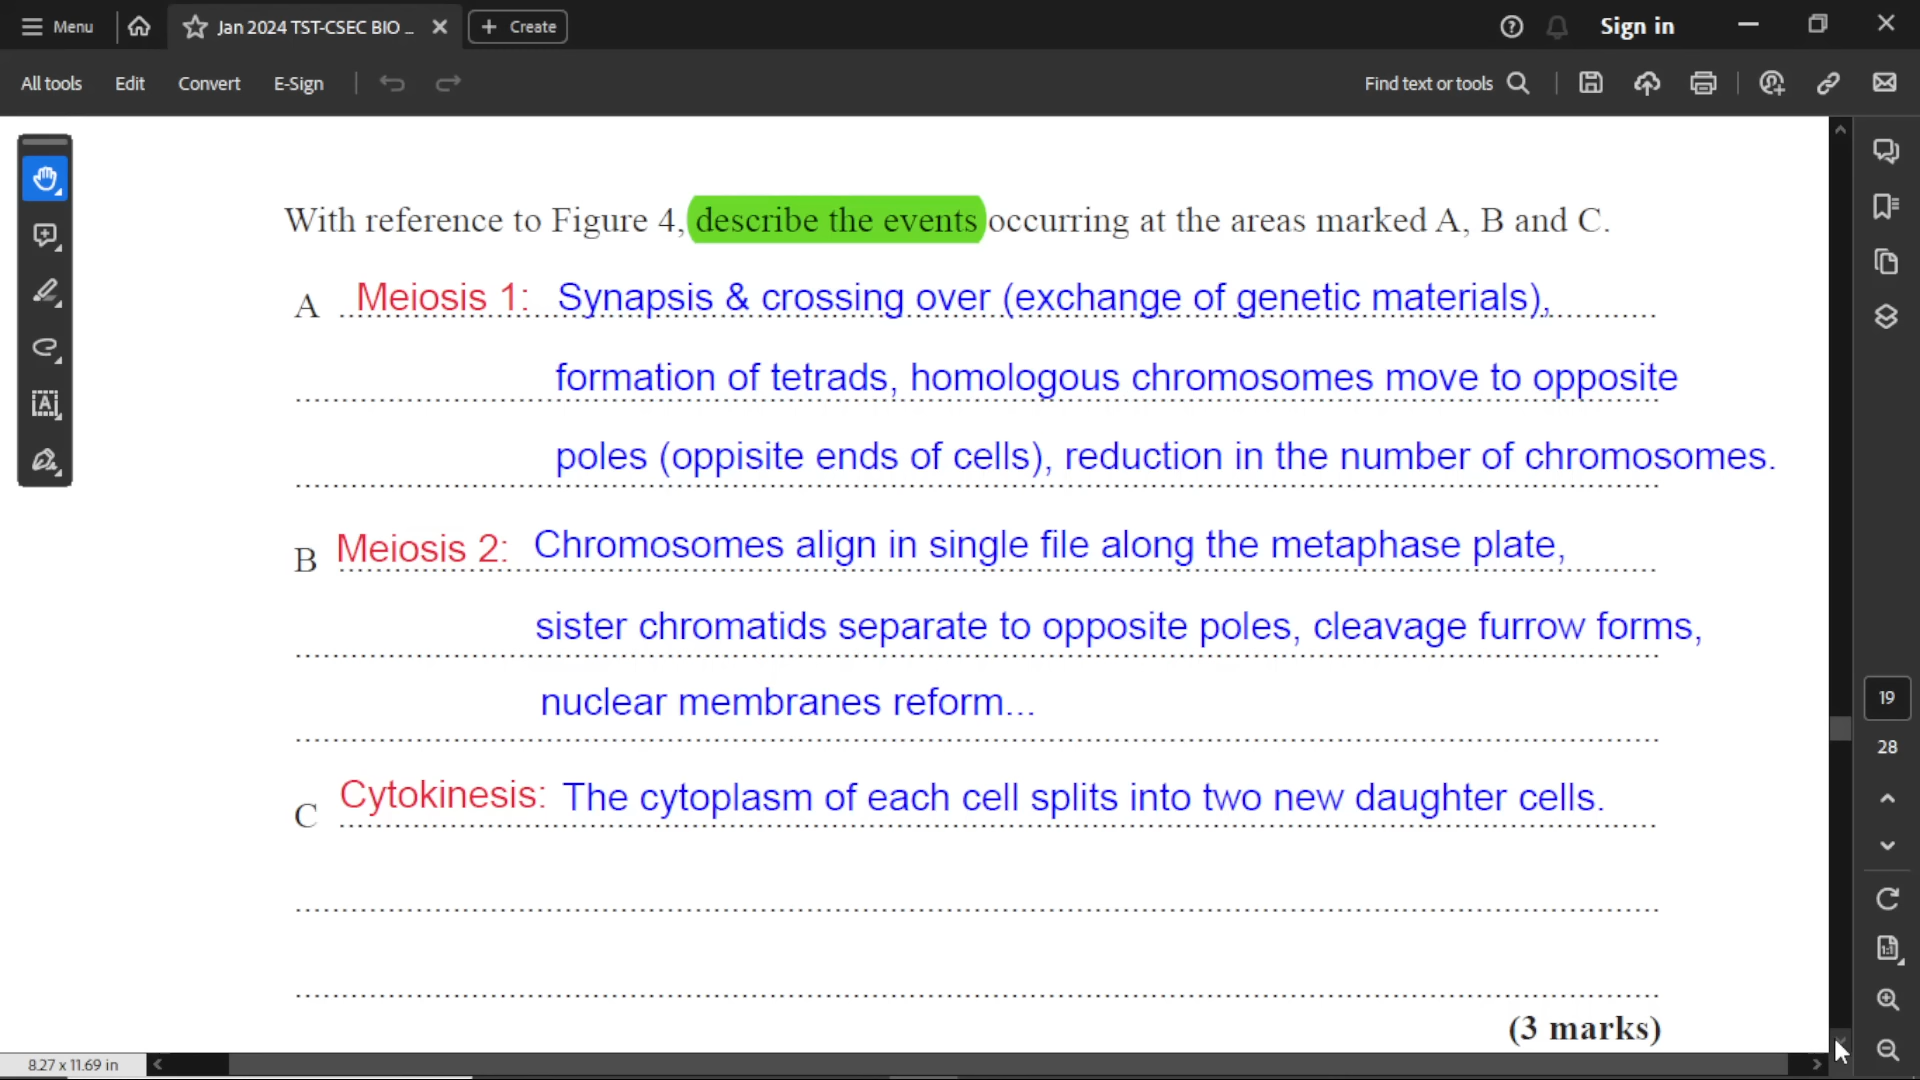 Menu
Jan 2024 TST-CSEC BIO _
Create
Sign in
All tools
Edit
Convert
E-Sign
Find text or tools
With reference to Figure 4, describe the events occurring at the areas marked A, B and C.
A Meiosis 1: Synapsis & crossing over (exchange of genetic materials),
formation of tetrads, homologous chromosomes move to opposite
poles (oppisite ends of cells), reduction in the number of chromosomes.
B Meiosis 2: Chromosomes align in single file along the metaphase plate,
sister chromatids separate to opposite poles, cleavage furrow forms,
nuclear membranes reform...
C Cytokinesis: The cytoplasm of each cell splits into two new daughter cells.
(3 marks)
19
28
8.27 x 11.69 in